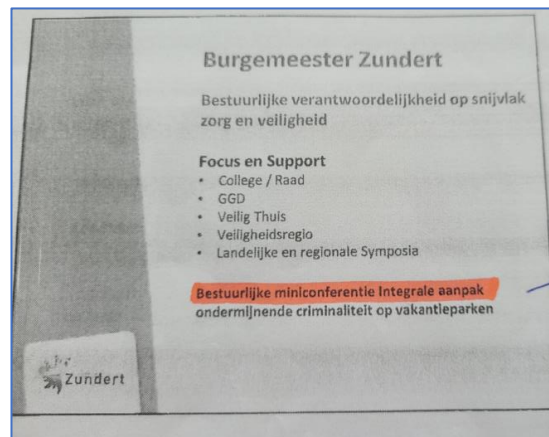 Burgemeester Zundert
Bestuurlijke verantwoordelijkheid op snijvlak
zorg en veiligheid
Focus en Support
• College / Raad
• GGD
• Veilig Thuis
• Veiligheidsregio
• Landelijke en regionale Symposia
Bestuurlijke miniconferentie Integrale aanpak
ondermijnende criminaliteit op vakantieparken
Zundert